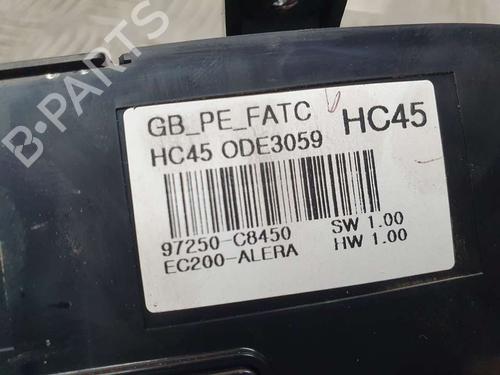 B-PARTS
GB_PE_FATC
HC45
HC45 ODE3059
97250-C8450
SW 1.00
EC200-ALERA
HW 1.00